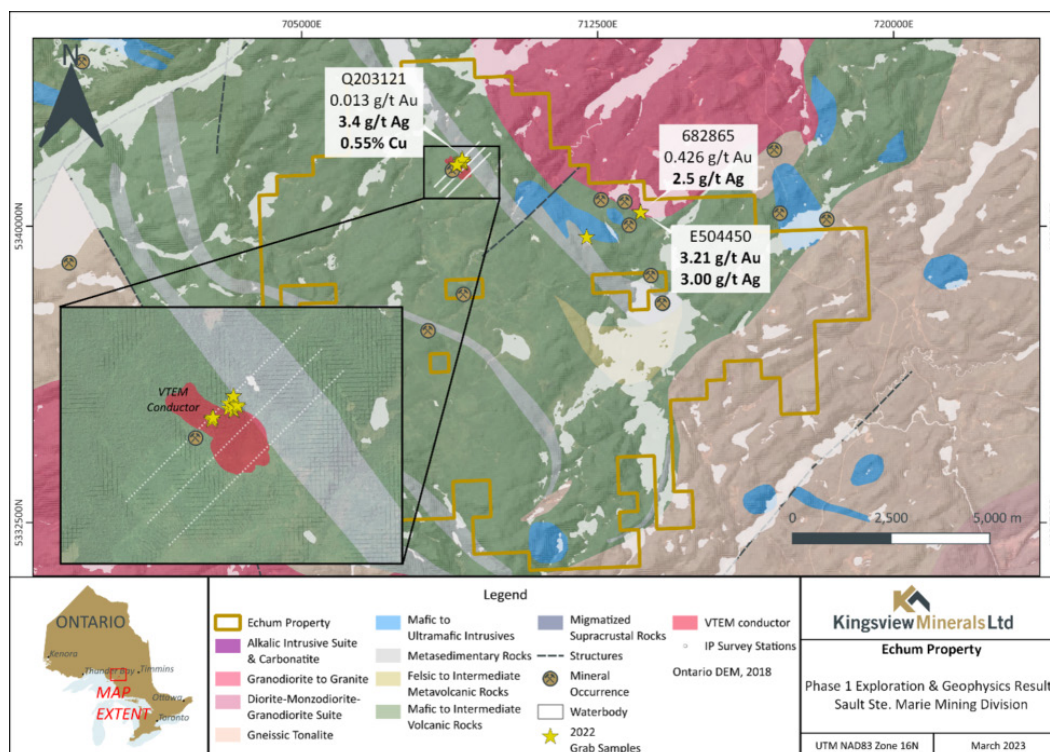 705000E
712500E
720000E
N
Q203121
0.013 g/t Au
3.4 g/t Ag
0.55% Cu
682865
0.426 g/t Au
2.5 g/t Ag
E504450
3.21 g/t Au
3.00 g/t Ag
5340000N
5340000N
VTEM
Conductor
5332500N
5332500N
0
2,500
5,000 m
ONTARIO
Kenora
Thunder Bay
Timmins
Ottawa
Toronto
MAP
EXTENT
Legend
Echum Property
Alkalic Intrusive Suite
& Carbonatite
Granodiorite to Granite
Diorite-Monzodiorite-
Granodiorite Suite
Gneissic Tonalite
Mafic to
Ultramafic Intrusives
Metasedimentary Rocks
Felsic to Intermediate
Metavolcanic Rocks
Mafic to Intermediate
Volcanic Rocks
Migmatized
Supracrustal Rocks
Structures
Mineral
Occurrence
Waterbody
2022
Grab Samples
VTEM conductor
IP Survey Stations
Ontario DEM, 2018
Kingsview Minerals Ltd
Echum Property
Phase 1 Exploration & Geophysics Result
Sault Ste. Marie Mining Division
UTM NAD83 Zone 16N
March 2023